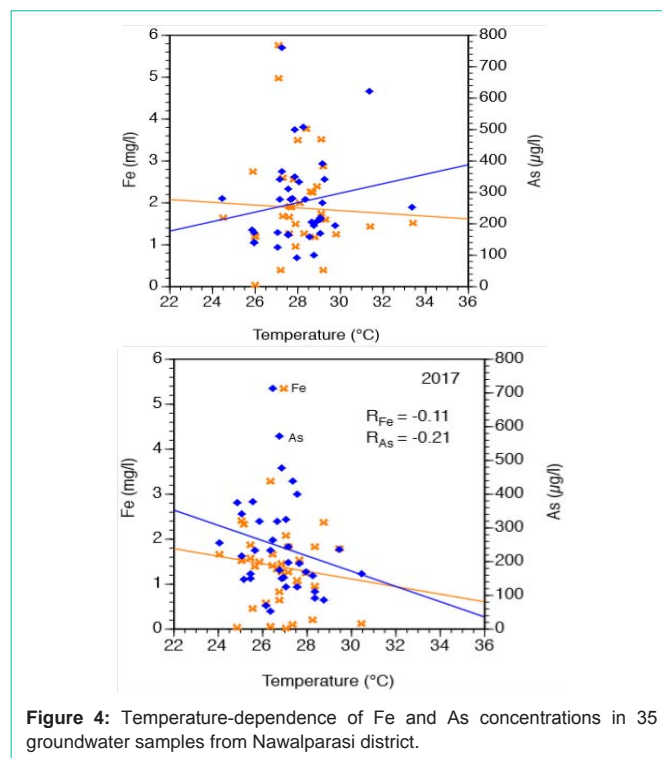 6
5
4
3
2
1
0
Fe (mg/l)
800
700
600
500
400
300
200
100
0
As (µg/l)
22 24 26 28 30 32 34 36
Temperature (°C)
6
5
4
3
2
1
0
Fe (mg/l)
800
700
600
500
400
300
200
100
0
As (µg/l)
2017
Fe
As
R_Fe = -0.11
R_As = -0.21
22 24 26 28 30 32 34 36
Temperature (°C)
Figure 4: Temperature-dependence of Fe and As concentrations in 35
groundwater samples from Nawalparasi district.